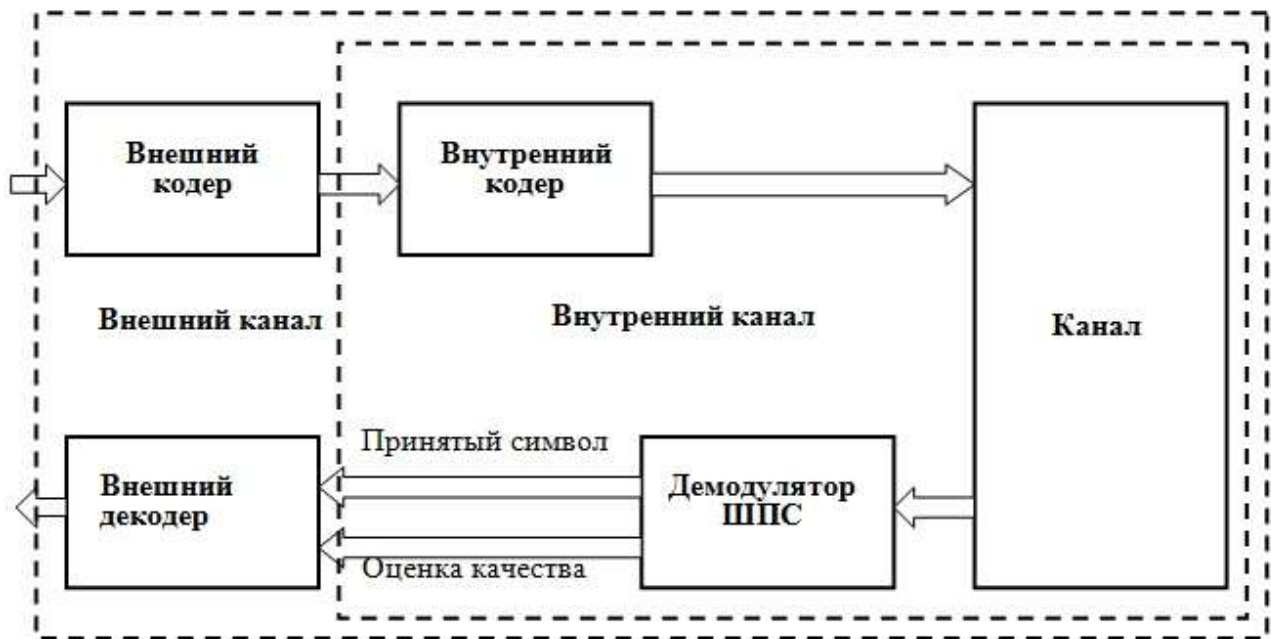 Внешний
кодер
Внутренний
кодер
Внешний канал
Внутренний канал
Канал
Принятый символ
Внешний
декодер
Демодулятор
ШПС
Оценка качества